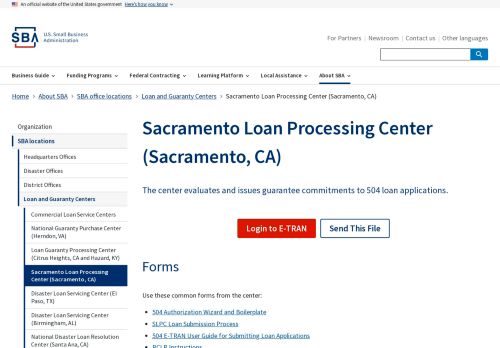 An official website of the United States government Here's how you know
SBA
U.S. Small Business
Administration
For Partners Newsroom Contact us Other languages
Business Guide Funding Programs Federal Contracting Learning Platform Local Assistance About SBA
Home About SBA SBA office locations Loan and Guaranty Centers Sacramento Loan Processing Center (Sacramento, CA)
Organization
SBA locations
Headquarters Offices
Disaster Offices
District Offices
Loan and Guaranty Centers
Commercial Loan Service Centers
National Guaranty Purchase Center
(Herndon, VA)
Loan Guaranty Processing Center
(Citrus Heights, CA and Hazard, KY)
Sacramento Loan Processing
Center (Sacramento, CA)
Disaster Loan Servicing Center (El
Paso, TX)
Disaster Loan Servicing Center
(Birmingham, AL)
National Disaster Loan Resolution
Center (Santa Ana, CA)
Sacramento Loan Processing Center
(Sacramento, CA)
The center evaluates and issues guarantee commitments to 504 loan applications.
Login to E-TRAN
Send This File
Forms
Use these common forms from the center:
504 Authorization Wizard and Boilerplate
SLPC Loan Submission Process
504 E-TRAN User Guide for Submitting Loan Applications
PCLP Instructions